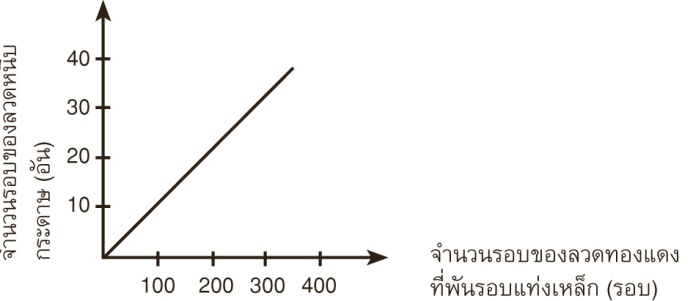 จำนวนรอบของลวดหนีบ
กระดาษ (อัน)
40
30
20
10
100 200 300 400
จำนวนรอบของลวดทองแดง
ที่พันรอบแท่งเหล็ก (รอบ)